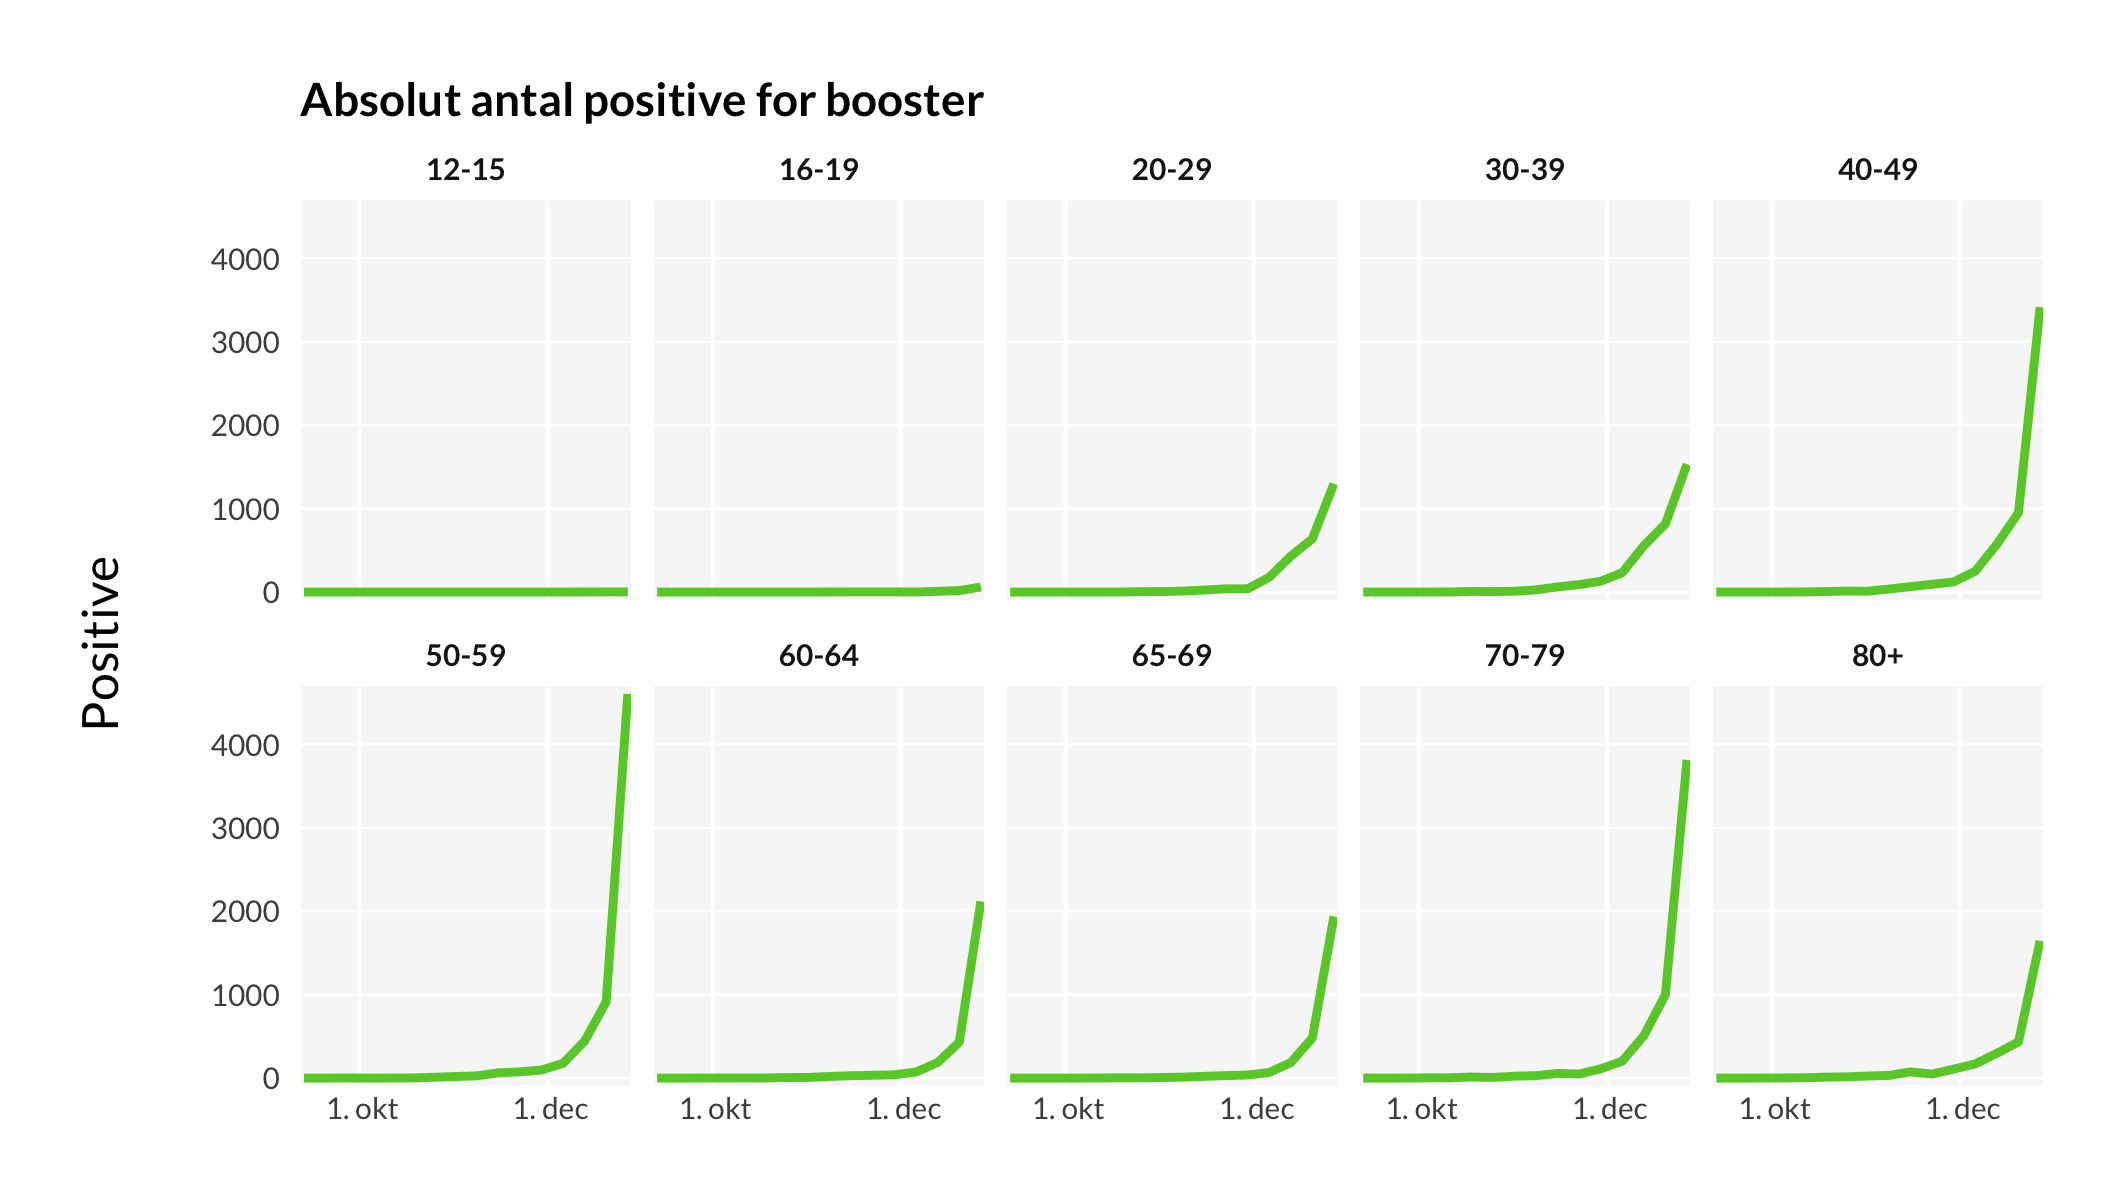 Absolut antal positive for booster
12-15 16-19 20-29 30-39 40-49
4000
3000
2000
1000
0
Positive
50-59 60-64 65-69 70-79 80+
4000
3000
2000
1000
0
1. okt 1. dec 1. okt 1. dec 1. okt 1. dec 1. okt 1. dec 1. okt 1. dec